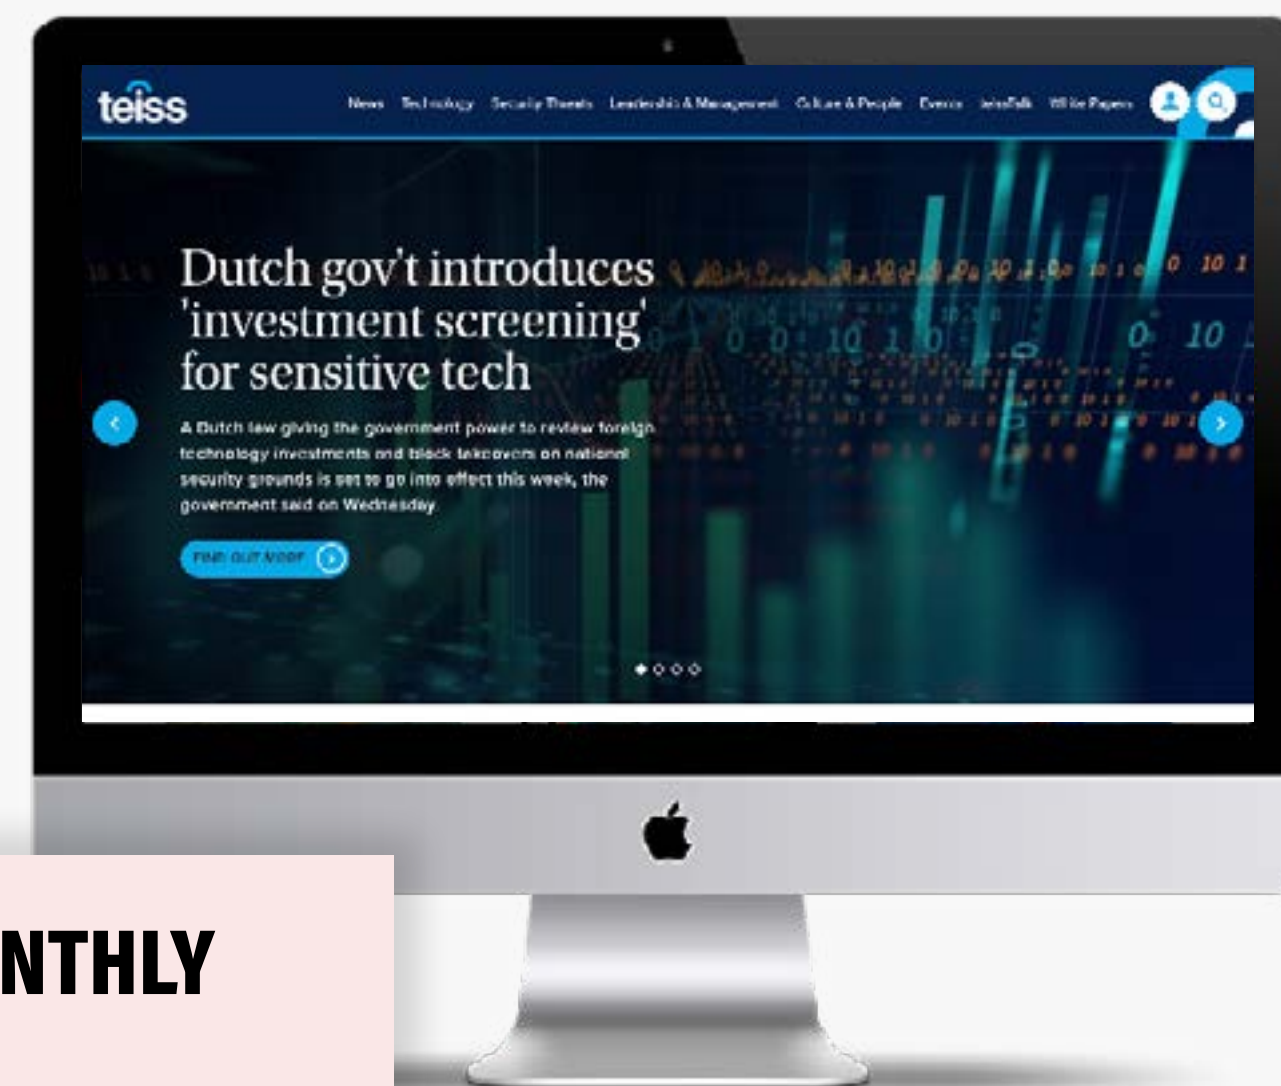 teiss
News Technology Security Threats Leadership & Management Culture & People Events teissTalk White Papers
Dutch gov't introduces
'investment screening'
for sensitive tech
A Dutch law giving the government power to review foreign
technology investments and block takeovers on national
security grounds is set to go into effect this week, the
government said on Wednesday.
FIND OUT MORE
NTHLY